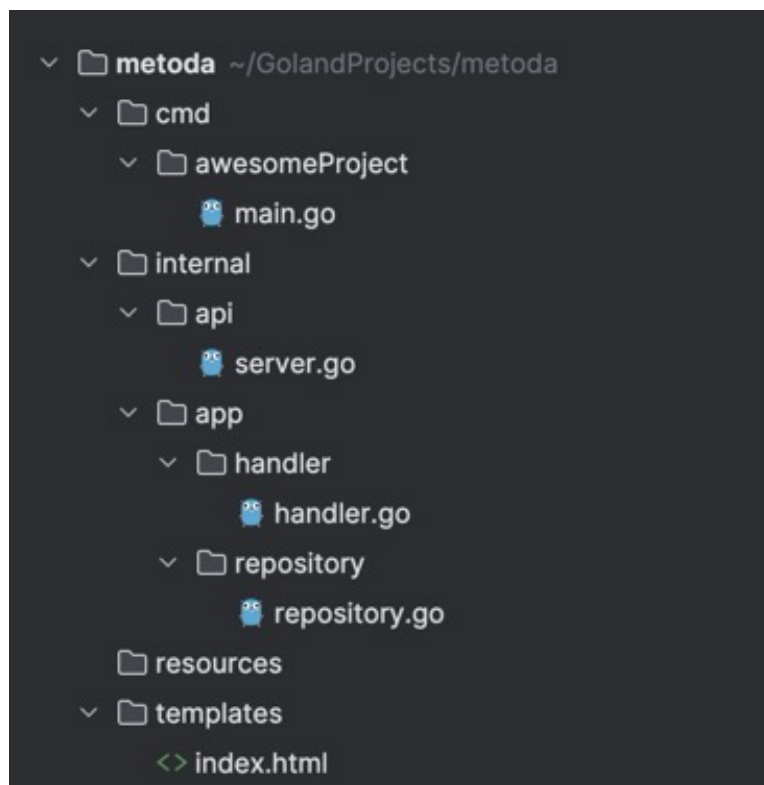 metoda ~/GolandProjects/metoda
cmd
awesomeProject
main.go
internal
api
server.go
app
handler
handler.go
repository
repository.go
resources
templates
<> index.html